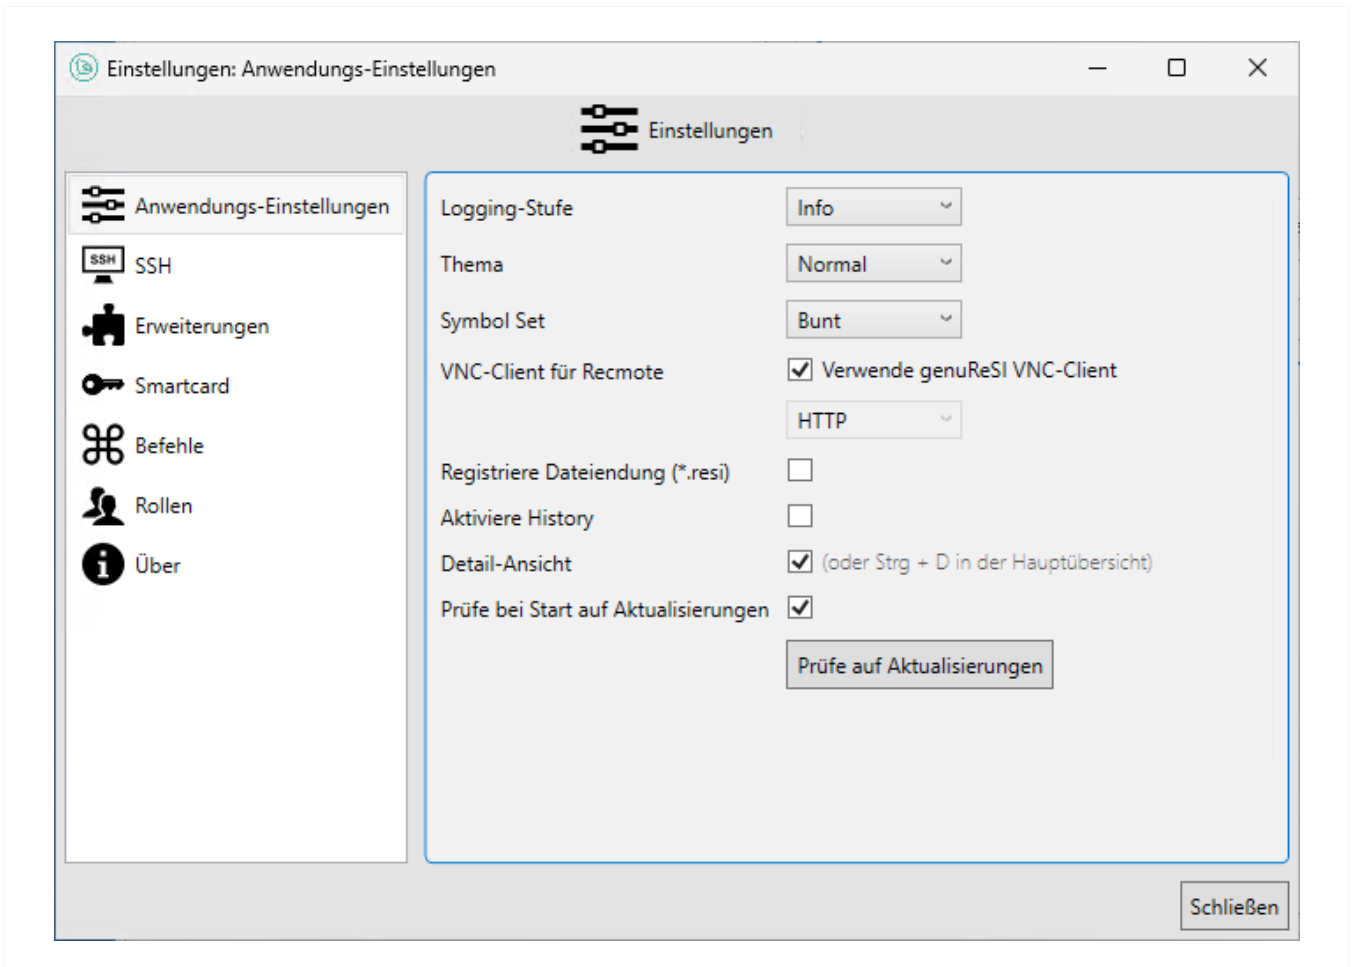 Einstellungen: Anwendungs-Einstellungen
Einstellungen
Anwendungs-Einstellungen
SSH
SSH
Erweiterungen
Smartcard
Befehle
Rollen
Über
Logging-Stufe Info
Thema Normal
Symbol Set Bunt
VNC-Client für Recmote Verwende genuReSI VNC-Client
HTTP
Registriere Dateiendung (*.resi)
Aktiviere History
Detail-Ansicht (oder Strg + D in der Hauptübersicht)
Prüfe bei Start auf Aktualisierungen
Prüfe auf Aktualisierungen
Schließen